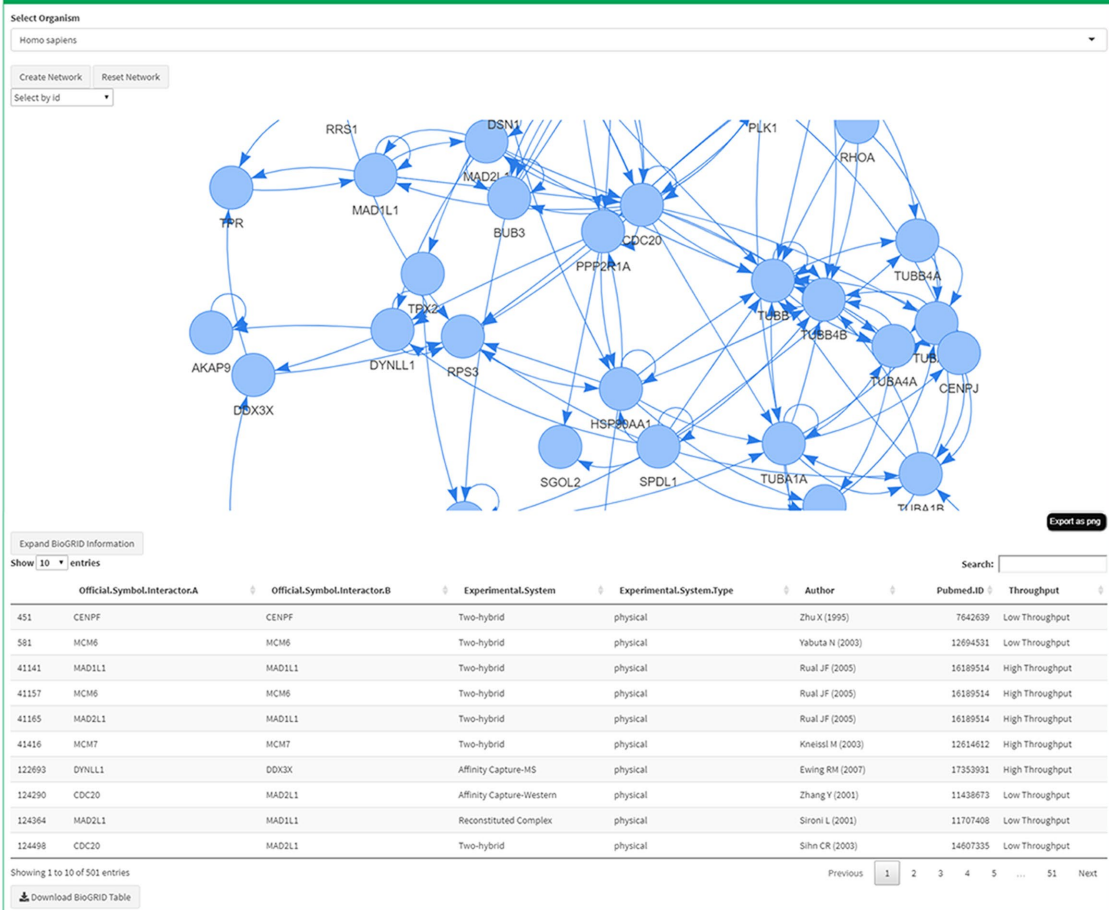 Select Organism
Homo sapiens
Create Network Reset Network
Select by id
RRS1
DSN1
PLK1
RHOA
MAD2L1
MAD1L1
TPR
BUB3
CDC20
PPP2R1A
TUBB4A
TPX2
TUBB
TUBB4B
AKAP9
DYNLL1
RPS3
TUBA4A
TUB
CENPJ
DDX3X
HSP90AA1
SGOL2
SPDL1
TUBA1A
TUBA1B
Export as png
Expand BioGRID Information
Show 10 entries Search:
Official.Symbol.Interactor.A Official.Symbol.Interactor.B Experimental.System Experimental.System.Type Author Pubmed.ID Throughput
451 CENPF CENPF Two-hybrid physical Zhu X (1995) 7642639 Low Throughput
581 MCM6 MCM6 Two-hybrid physical Yabuta N (2003) 12694531 Low Throughput
41141 MAD1L1 MAD1L1 Two-hybrid physical Rual JF (2005) 16189514 High Throughput
41157 MCM6 MCM6 Two-hybrid physical Rual JF (2005) 16189514 High Throughput
41165 MAD2L1 MAD1L1 Two-hybrid physical Rual JF (2005) 16189514 High Throughput
41416 MCM7 MCM7 Two-hybrid physical Kneissl M (2003) 12614612 High Throughput
122693 DYNLL1 DDX3X Affinity Capture-MS physical Ewing RM (2007) 17353931 High Throughput
124290 CDC20 MAD2L1 Affinity Capture-Western physical Zhang Y (2001) 11438673 Low Throughput
124364 MAD2L1 MAD1L1 Reconstituted Complex physical Sironi L (2001) 11707408 Low Throughput
124498 CDC20 MAD2L1 Two-hybrid physical Sihn CR (2003) 14607335 Low Throughput
Showing 1 to 10 of 501 entries Previous 1 2 3 4 5 ... 51 Next
Download BioGRID Table